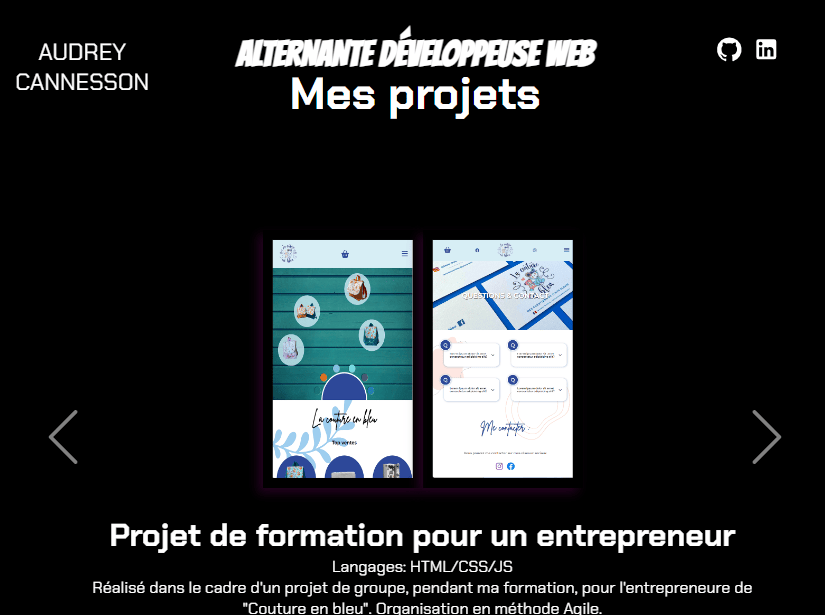 AUDREY
CANNESSON
ALTERNANTE DÉVELOPPEUSE WEB
Mes projets
QUESTIONS & CONTACT
La couture en bleu
Top ventes
Me contacter :
Projet de formation pour un entrepreneur
Langages: HTML/CSS/JS
Réalisé dans le cadre d'un projet de groupe, pendant ma formation, pour l'entrepreneure de
"Couture en bleu". Organisation en méthode Agile.